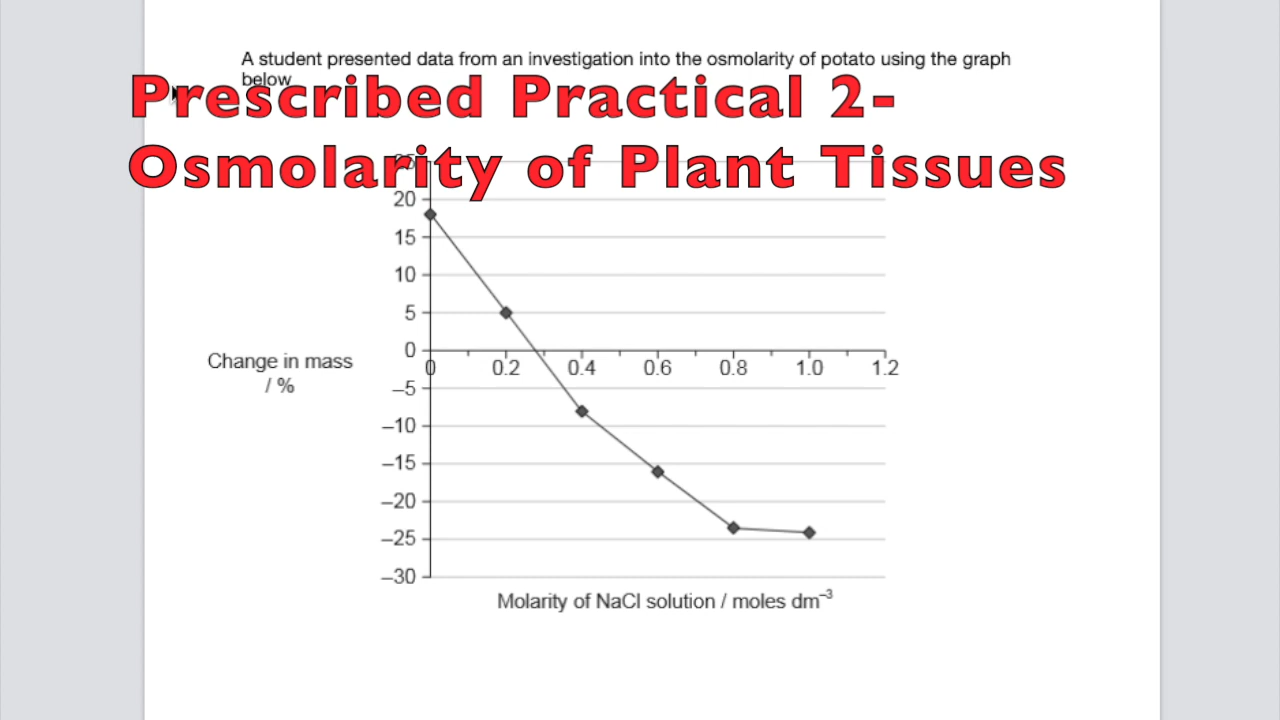 A student presented data from an investigation into the osmolarity of potato using the graph
below
Prescribed Practical 2-
Osmolarity of Plant Tissues
25
20
15
10
5
0
–5
–10
–15
–20
–25
–30
0 0.2 0.4 0.6 0.8 1.0 1.2
Change in mass
/ %
Molarity of NaCl solution / moles dm⁻³